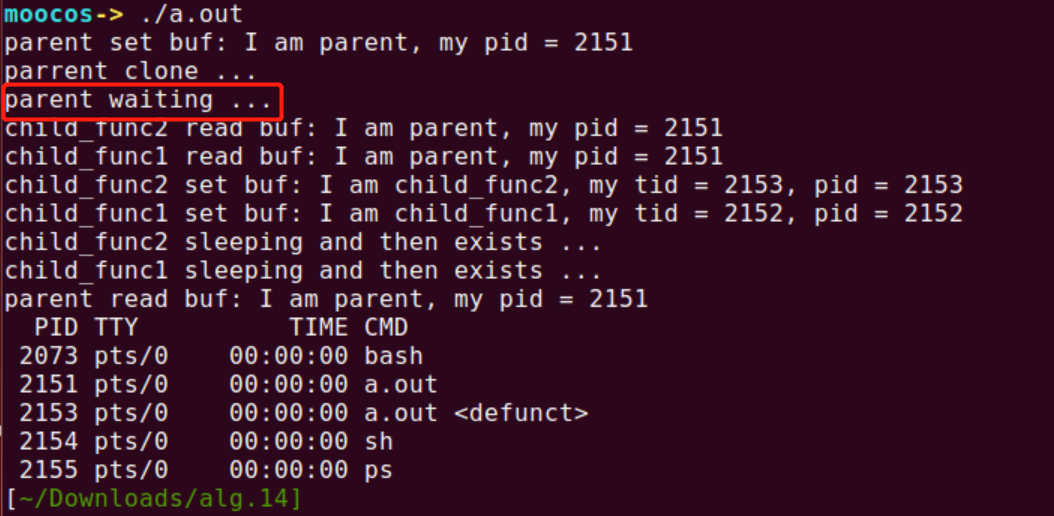 moocos-> ./a.out
parent set buf: I am parent, my pid = 2151
parrent clone ...
parent waiting ...
child_func2 read buf: I am parent, my pid = 2151
child_func1 read buf: I am parent, my pid = 2151
child_func2 set buf: I am child_func2, my tid = 2153, pid = 2153
child_func1 set buf: I am child_func1, my tid = 2152, pid = 2152
child_func2 sleeping and then exists ...
child_func1 sleeping and then exists ...
parent read buf: I am parent, my pid = 2151
  PID TTY          TIME CMD
 2073 pts/0    00:00:00 bash
 2151 pts/0    00:00:00 a.out
 2153 pts/0    00:00:00 a.out <defunct>
 2154 pts/0    00:00:00 sh
 2155 pts/0    00:00:00 ps
[~/Downloads/alg.14]